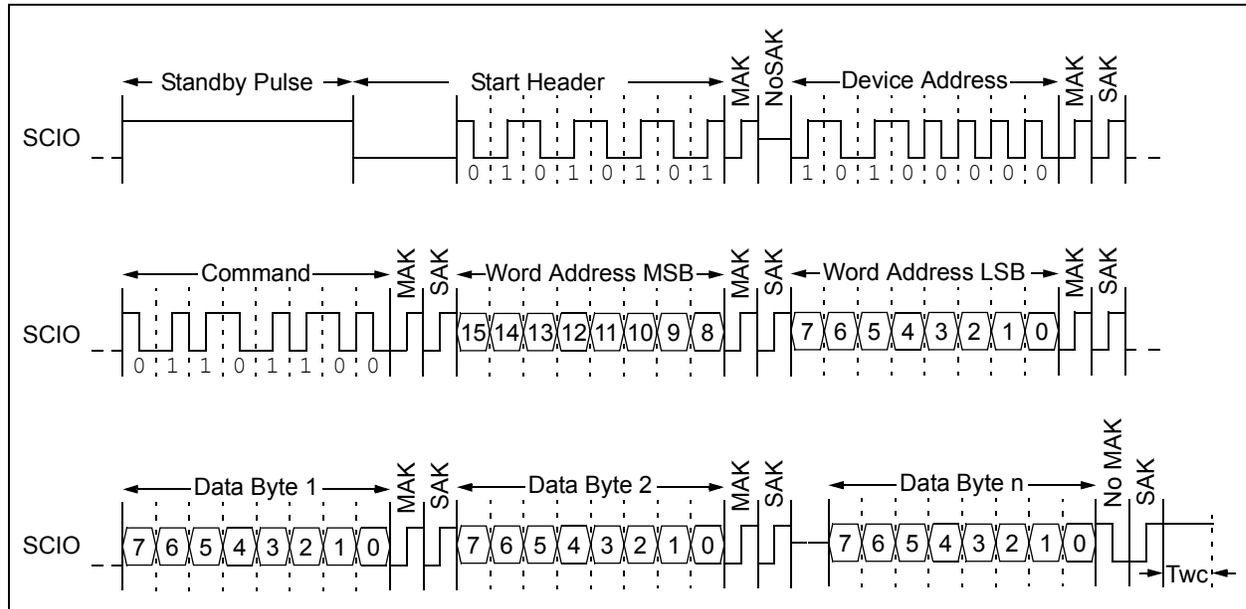 Standby Pulse Start Header MAK NoSAK Device Address MAK SAK
SCIO
0 1 0 1 0 1 0 1 1 0 1 0 0 0 0 0
Command MAK SAK Word Address MSB MAK SAK Word Address LSB MAK SAK
SCIO 15 14 13 12 11 10 9 8 7 6 5 4 3 2 1 0
0 1 1 0 1 1 0 0
Data Byte 1 MAK SAK Data Byte 2 MAK SAK Data Byte n No MAK SAK
SCIO 7 6 5 4 3 2 1 0 7 6 5 4 3 2 1 0 7 6 5 4 3 2 1 0
Twc